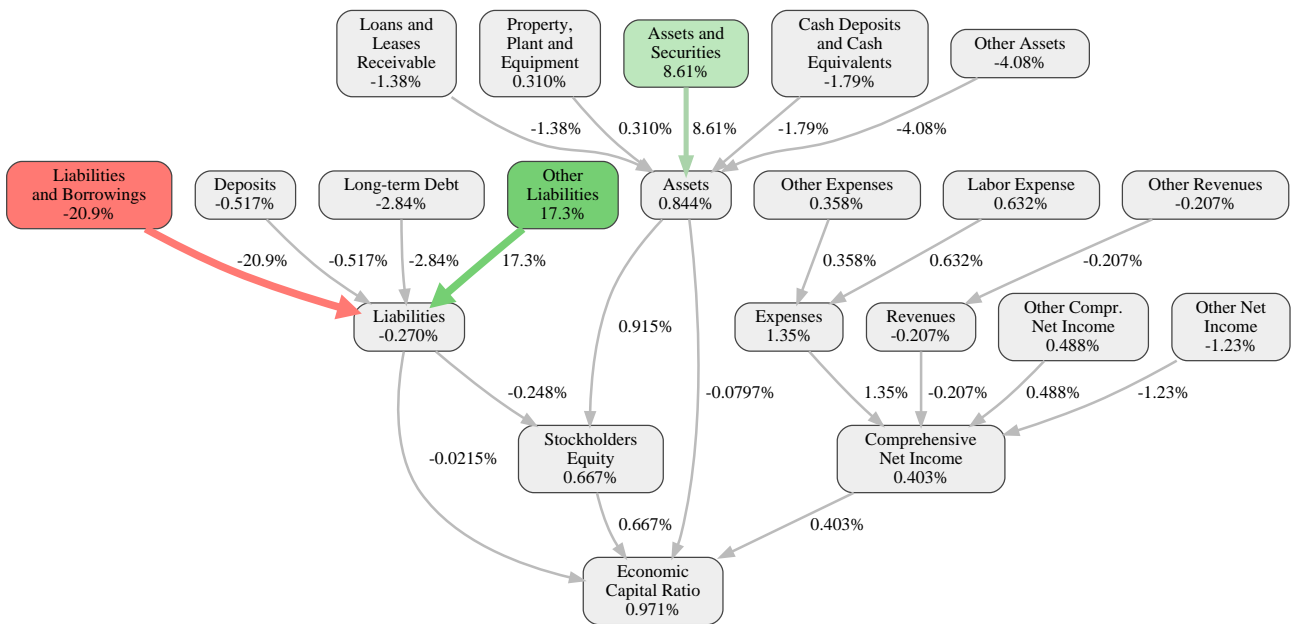 Loans and
Leases
Receivable
-1.38%
Property,
Plant and
Equipment
0.310%
Assets and
Securities
8.61%
Cash Deposits
and Cash
Equivalents
-1.79%
Other Assets
-4.08%
-1.38%
0.310%
8.61%
-1.79%
-4.08%
Liabilities
and Borrowings
-20.9%
Deposits
-0.517%
Long-term Debt
-2.84%
Other
Liabilities
17.3%
Assets
0.844%
Other Expenses
0.358%
Labor Expense
0.632%
Other Revenues
-0.207%
-20.9%
-0.517%
-2.84%
17.3%
0.358%
0.632%
-0.207%
Liabilities
-0.270%
0.915%
Expenses
1.35%
Revenues
-0.207%
Other Compr.
Net Income
0.488%
Other Net
Income
-1.23%
-0.248%
-0.0797%
1.35%
-0.207%
0.488%
-1.23%
-0.0215%
Stockholders
Equity
0.667%
Comprehensive
Net Income
0.403%
0.667%
0.403%
Economic
Capital Ratio
0.971%